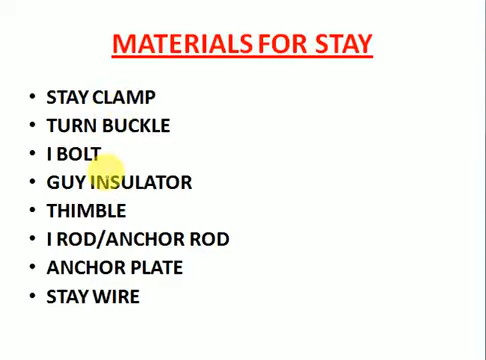 MATERIALS FOR STAY
• STAY CLAMP
• TURN BUCKLE
• I BOLT
• GUY INSULATOR
• THIMBLE
• I ROD/ANCHOR ROD
• ANCHOR PLATE
• STAY WIRE